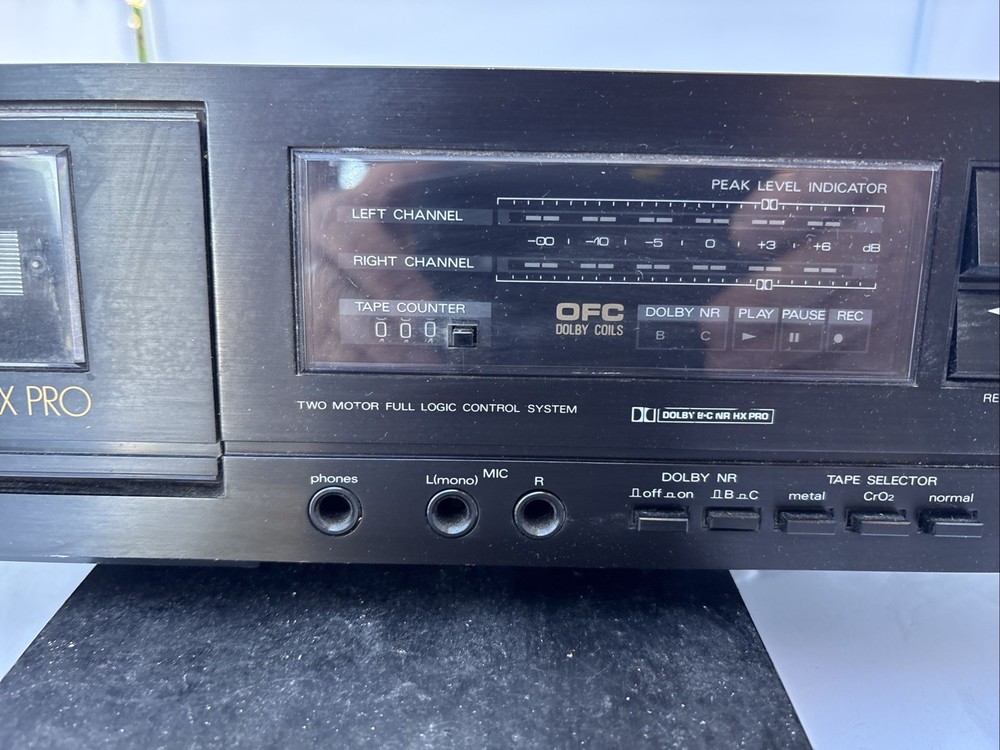 PEAK LEVEL INDICATOR
LEFT CHANNEL
-∞ -10 -5 0 +3 +6 dB
RIGHT CHANNEL
TAPE COUNTER
000
OFC
DOLBY COILS
DOLBY NR PLAY PAUSE REC
B C
X PRO
RE
TWO MOTOR FULL LOGIC CONTROL SYSTEM
DOLBY B-C NR HX PRO
phones
L(mono) MIC R
DOLBY NR
off on B C
TAPE SELECTOR
metal CrO2 normal